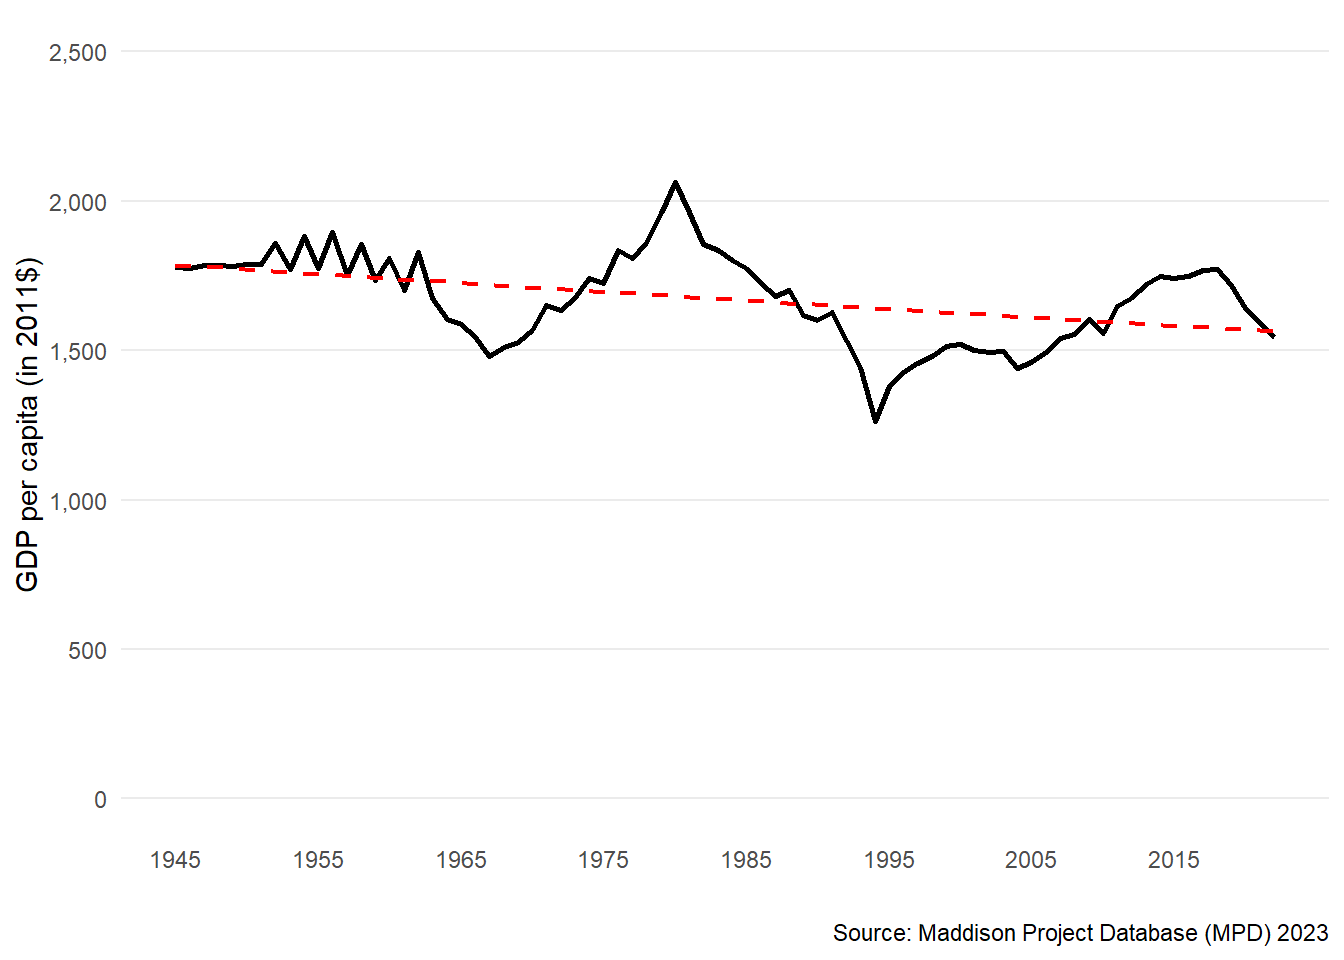 2,500
2,000
1,500
1,000
500
0
GDP per capita (in 2011$)
1945 1955 1965 1975 1985 1995 2005 2015
Source: Maddison Project Database (MPD) 2023